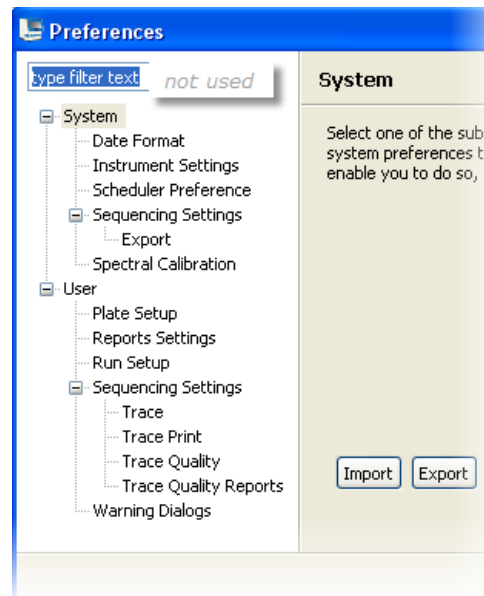 Preferences
type filter text
not used
System
Date Format
Instrument Settings
Scheduler Preference
Sequencing Settings
Export
Spectral Calibration
User
Plate Setup
Reports Settings
Run Setup
Sequencing Settings
Trace
Trace Print
Trace Quality
Trace Quality Reports
Warning Dialogs
System
Select one of the sub
system preferences t
enable you to do so,
Import
Export